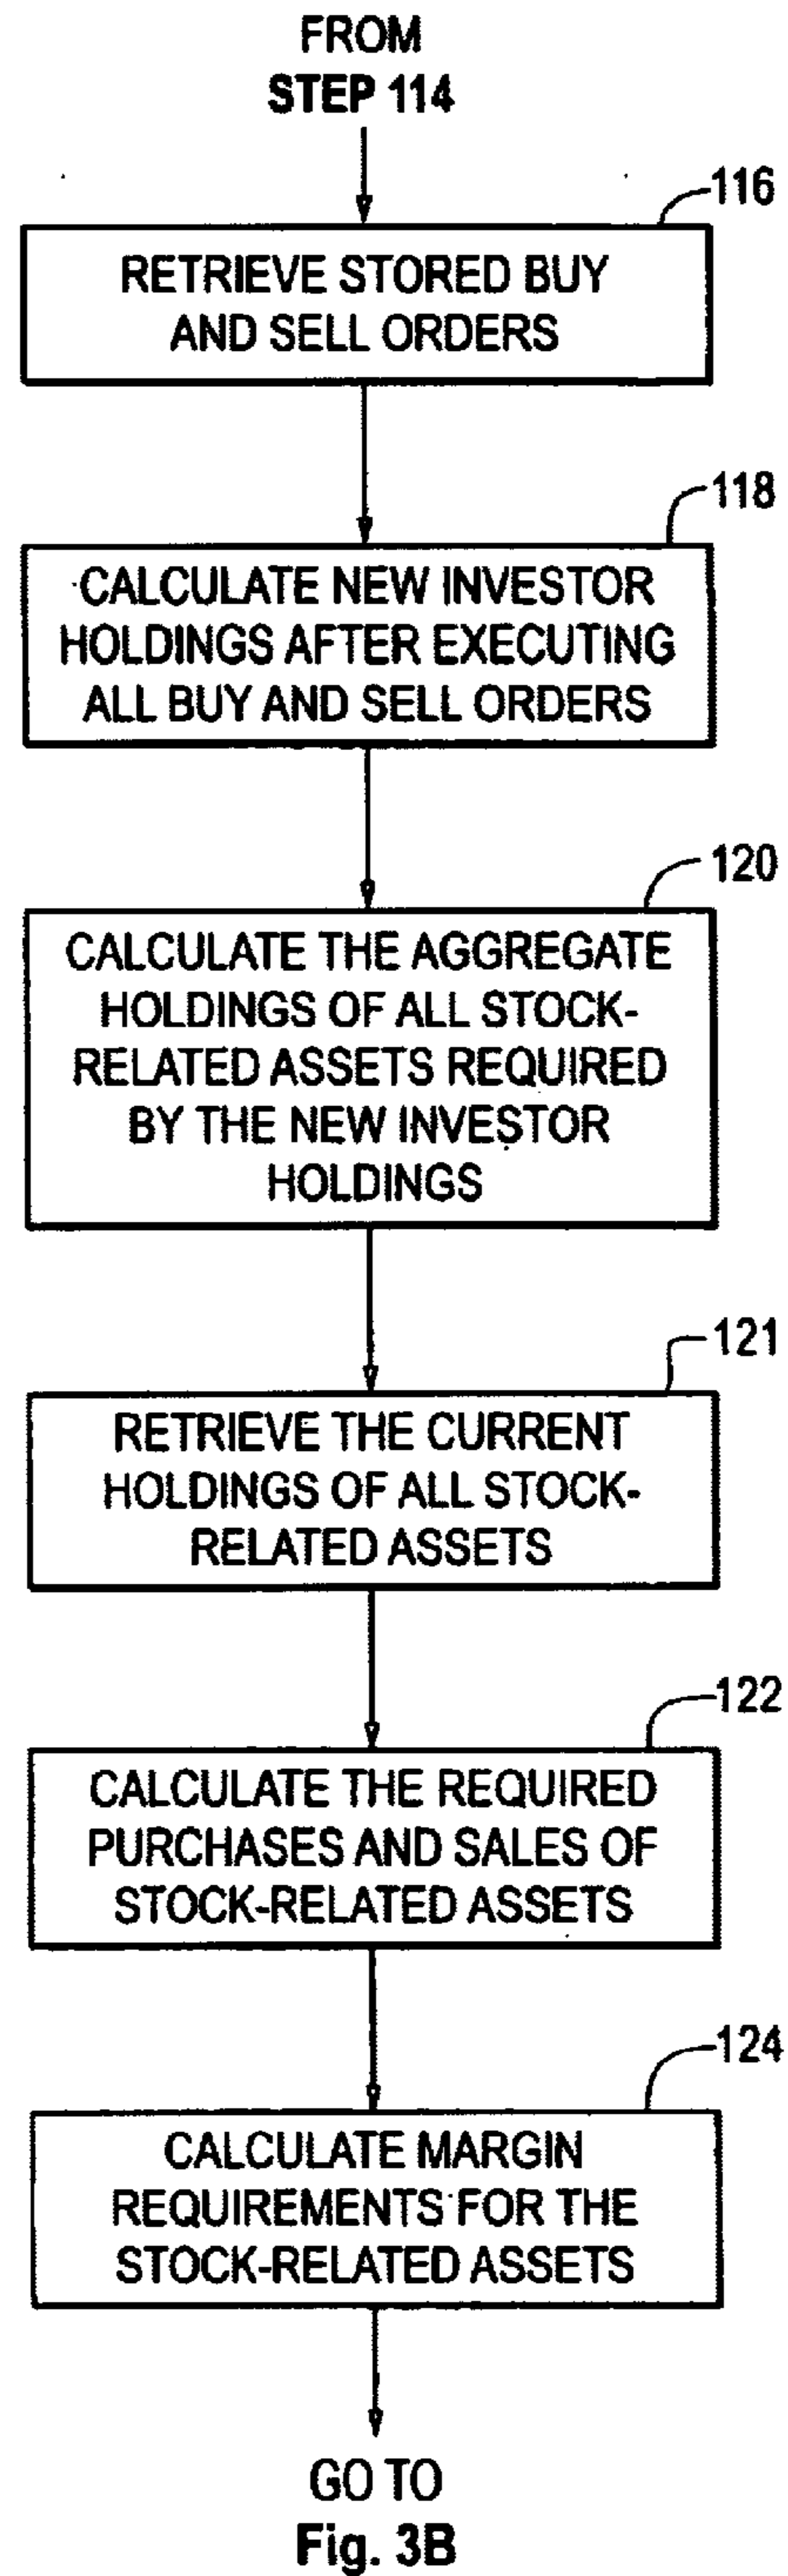 FROM
STEP 114
116
RETRIEVE STORED BUY
AND SELL ORDERS
118
CALCULATE NEW INVESTOR
HOLDINGS AFTER EXECUTING
ALL BUY AND SELL ORDERS
120
CALCULATE THE AGGREGATE
HOLDINGS OF ALL STOCK-
RELATED ASSETS REQUIRED
BY THE NEW INVESTOR
HOLDINGS
121
RETRIEVE THE CURRENT
HOLDINGS OF ALL STOCK-
RELATED ASSETS
122
CALCULATE THE REQUIRED
PURCHASES AND SALES OF
STOCK-RELATED ASSETS
124
CALCULATE MARGIN
REQUIREMENTS FOR THE
STOCK-RELATED ASSETS
GO TO
Fig. 3B